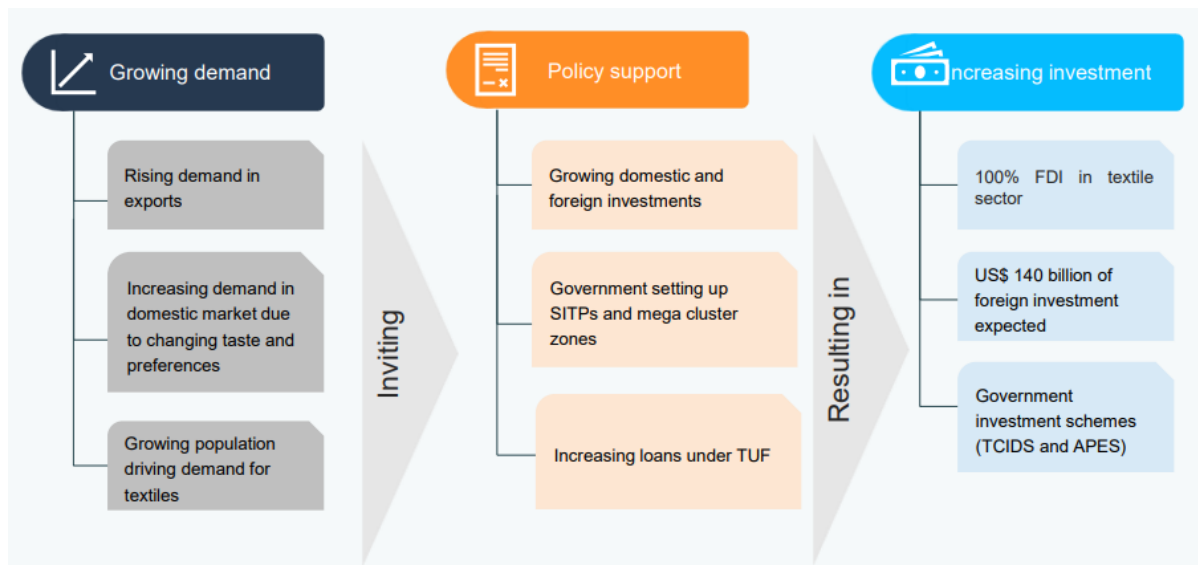 Growing demand
Rising demand in
exports
Increasing demand in
domestic market due
to changing taste and
preferences
Growing population
driving demand for
textiles
Inviting
Policy support
Growing domestic and
foreign investments
Government setting up
SITPs and mega cluster
zones
Increasing loans under TUF
Resulting in
Increasing investment
100% FDI in textile
sector
US$ 140 billion of
foreign investment
expected
Government
investment schemes
(TCIDS and APES)